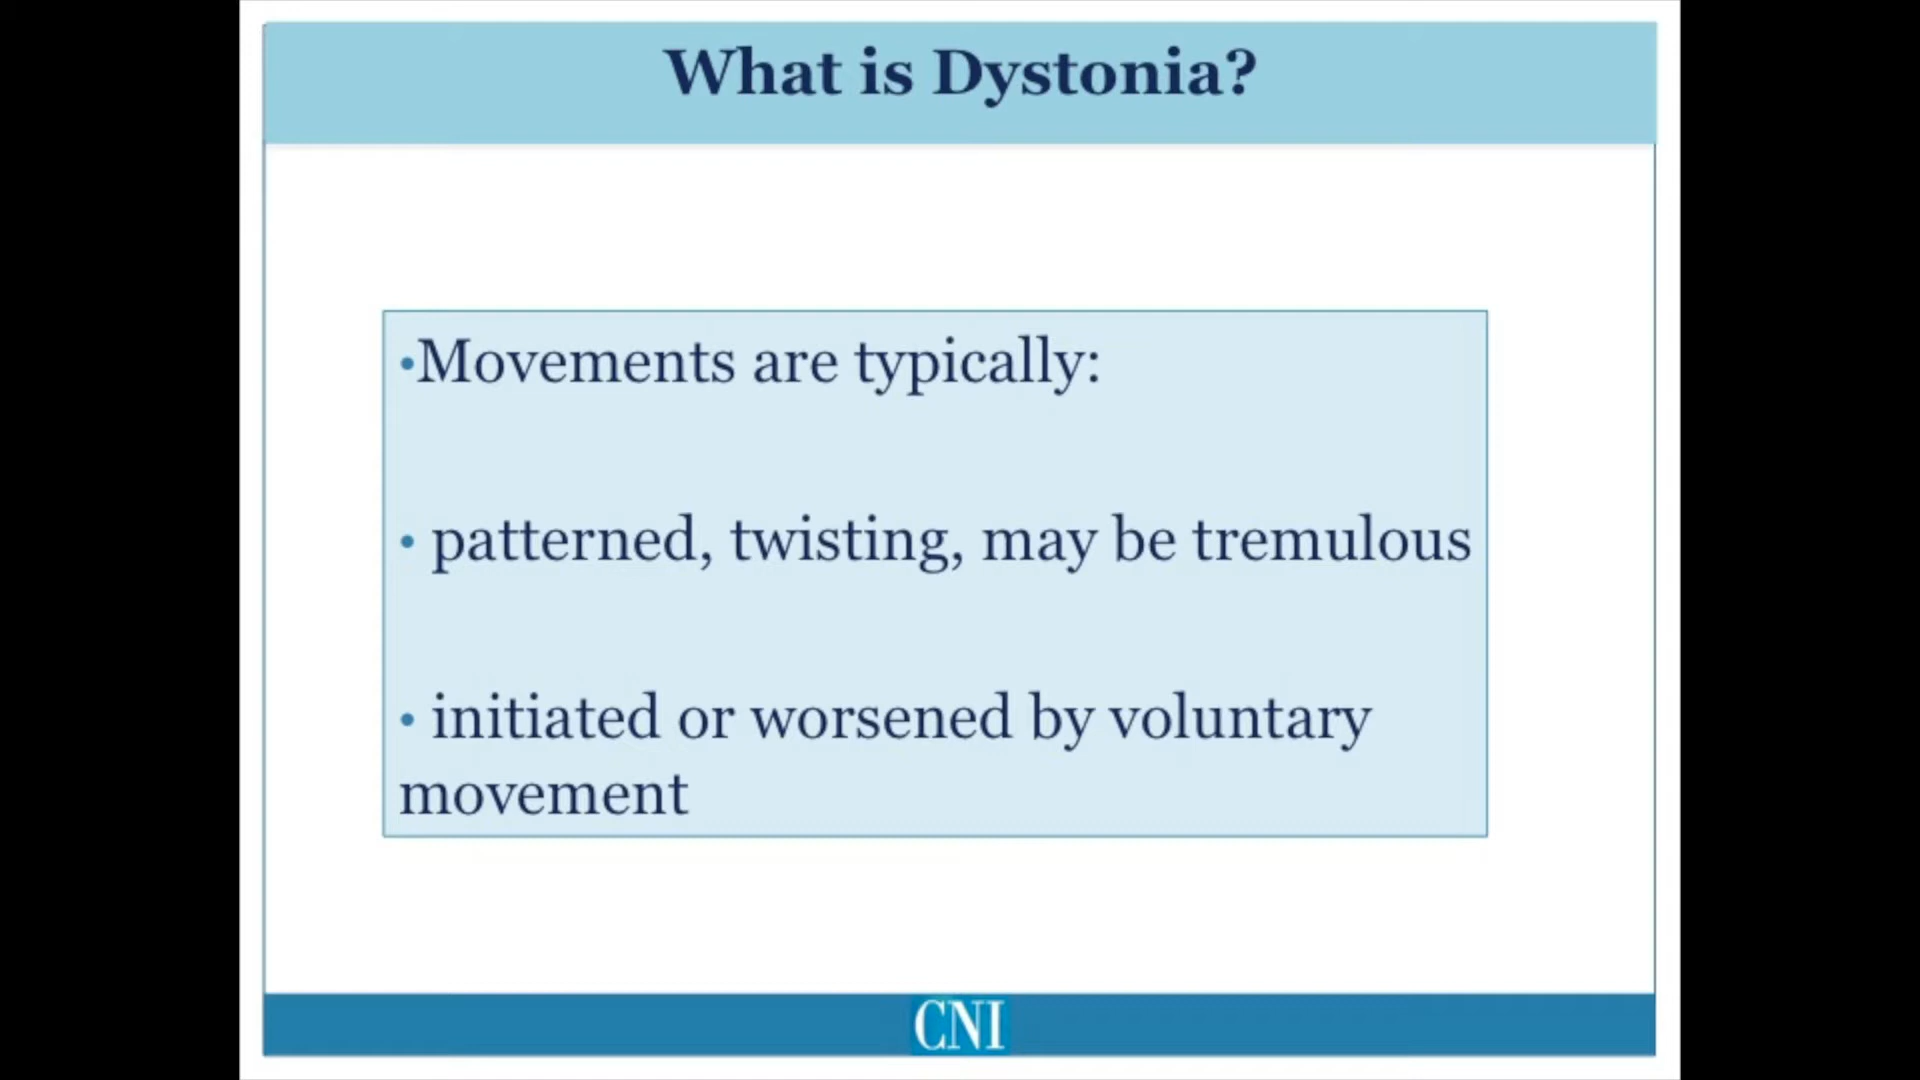 What is Dystonia?
•Movements are typically:
• patterned, twisting, may be tremulous
• initiated or worsened by voluntary
movement
CNI